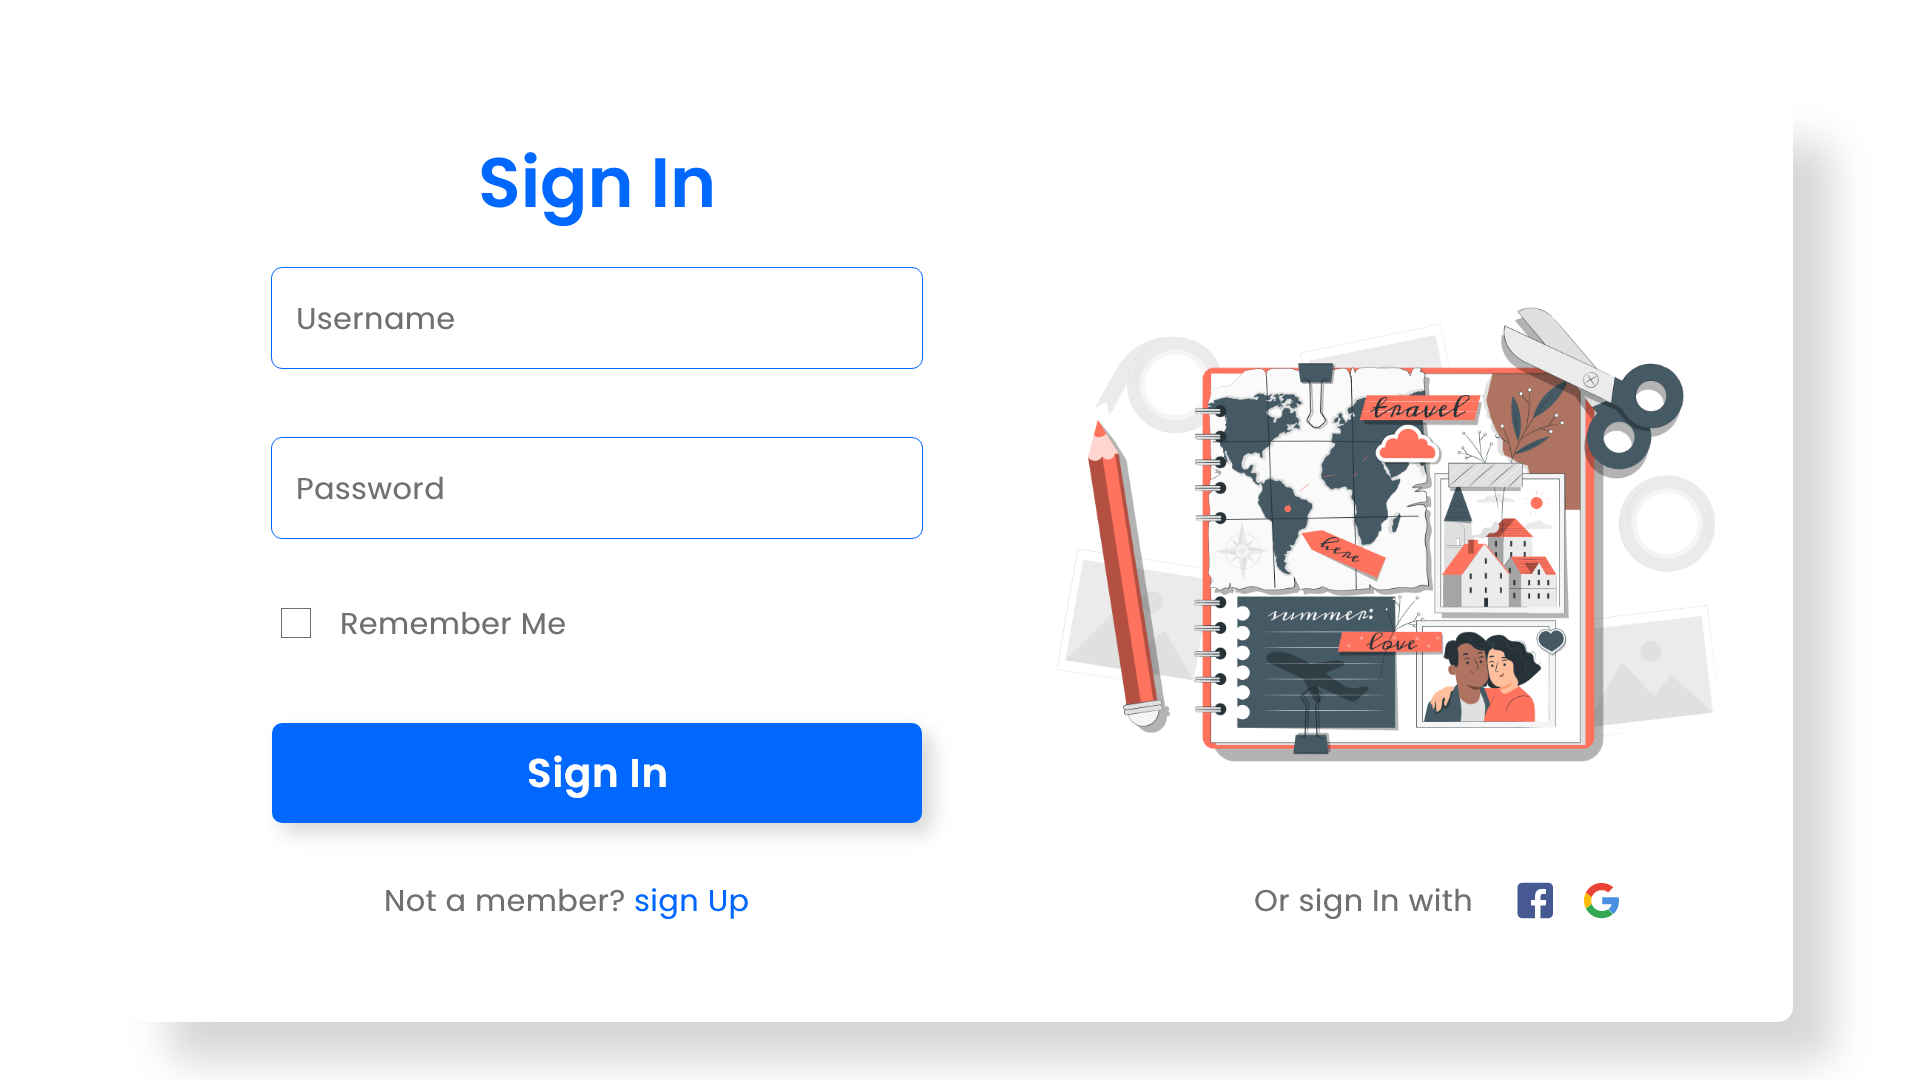 Sign In
Username
Password
Remember Me
Sign In
Not a member? sign Up
travel
here
summer:
love
Or sign In with